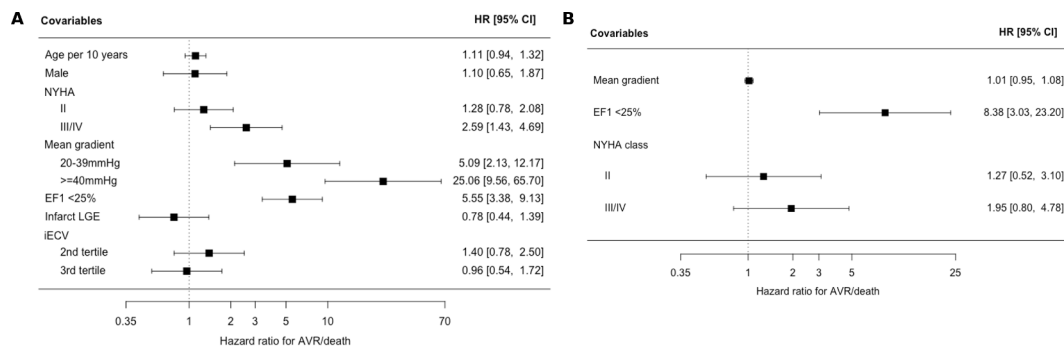 A
Covariables HR [95% CI]
Age per 10 years 1.11 [0.94, 1.32]
Male 1.10 [0.65, 1.87]
NYHA
II 1.28 [0.78, 2.08]
III/IV 2.59 [1.43, 4.69]
Mean gradient
20-39mmHg 5.09 [2.13, 12.17]
>=40mmHg 25.06 [9.56, 65.70]
EF1 <25% 5.55 [3.38, 9.13]
Infarct LGE 0.78 [0.44, 1.39]
iECV
2nd tertile 1.40 [0.78, 2.50]
3rd tertile 0.96 [0.54, 1.72]
0.35 1 2 3 5 10 70
Hazard ratio for AVR/death
B
Covariables HR [95% CI]
Mean gradient 1.01 [0.95, 1.08]
EF1 <25% 8.38 [3.03, 23.20]
NYHA class
II 1.27 [0.52, 3.10]
III/IV 1.95 [0.80, 4.78]
0.35 1 2 3 5 25
Hazard ratio for AVR/death